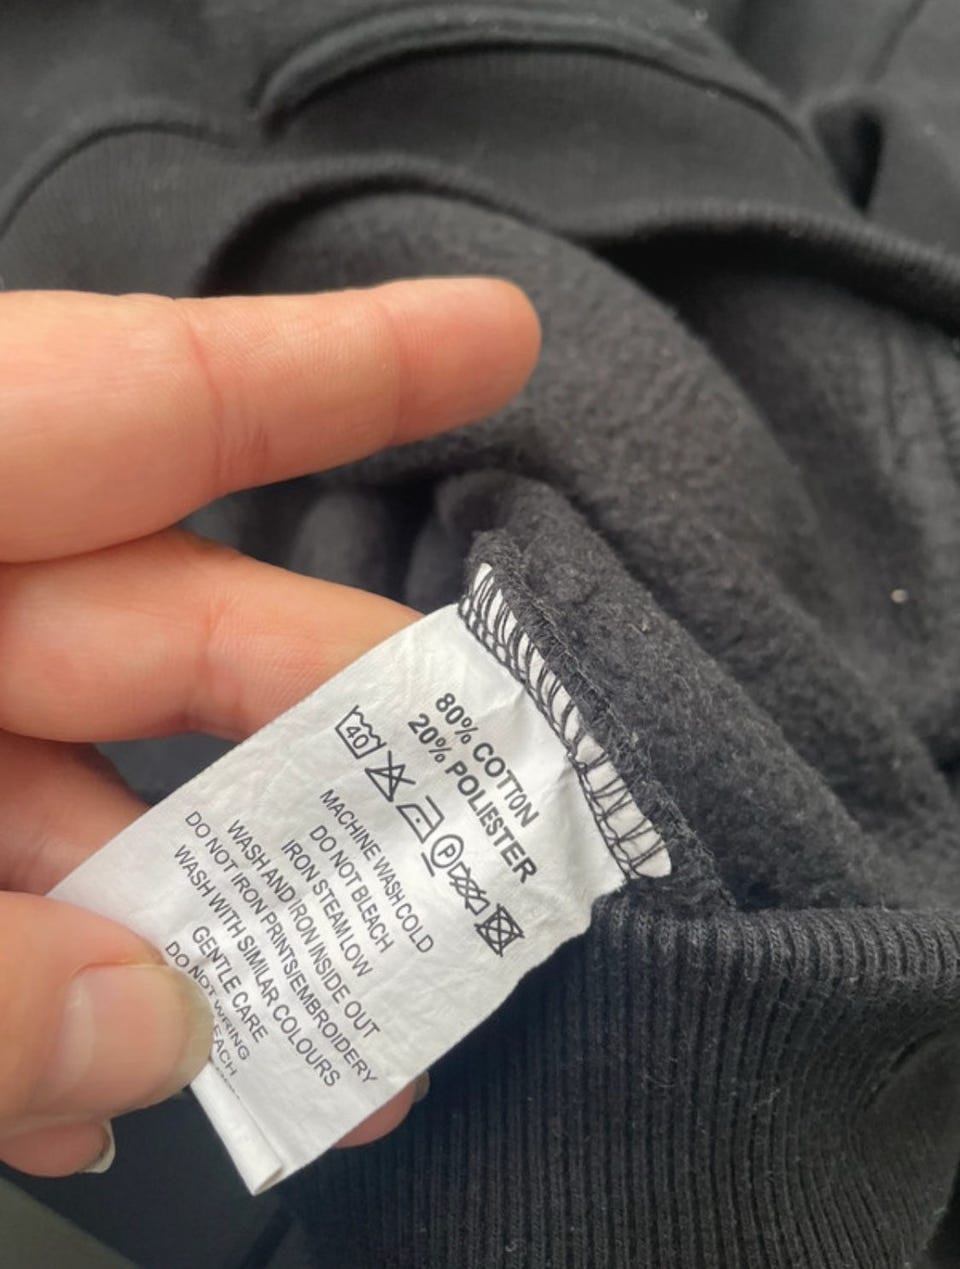 80% COTTON
20% POLIESTER
40 P
MACHINE WASH COLD
DO NOT BLEACH
IRON STEAM LOW
WASH AND IRON INSIDE OUT
DO NOT IRON PRINTS/EMBROIDERY
WASH WITH SIMILAR COLOURS
GENTLE CARE
DO NOT WRING